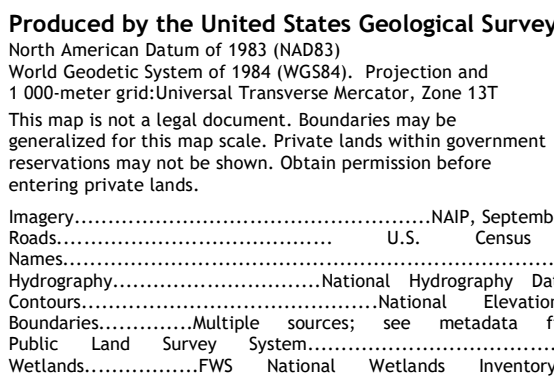 Produced by the United States Geological Survey
North American Datum of 1983 (NAD83)
World Geodetic System of 1984 (WGS84).  Projection and
1 000-meter grid:Universal Transverse Mercator, Zone 13T
This map is not a legal document. Boundaries may be
generalized for this map scale. Private lands within government
reservations may not be shown. Obtain permission before
entering private lands.
Imagery....................................................NAIP, Septemb
Roads......................................... U.S. Census
Names....................................................................
Hydrography...............................National Hydrography Dat
Contours............................................National Elevation
Boundaries..............Multiple sources; see metadata f
Public Land Survey System.....................................
Wetlands.................FWS National Wetlands Inventory